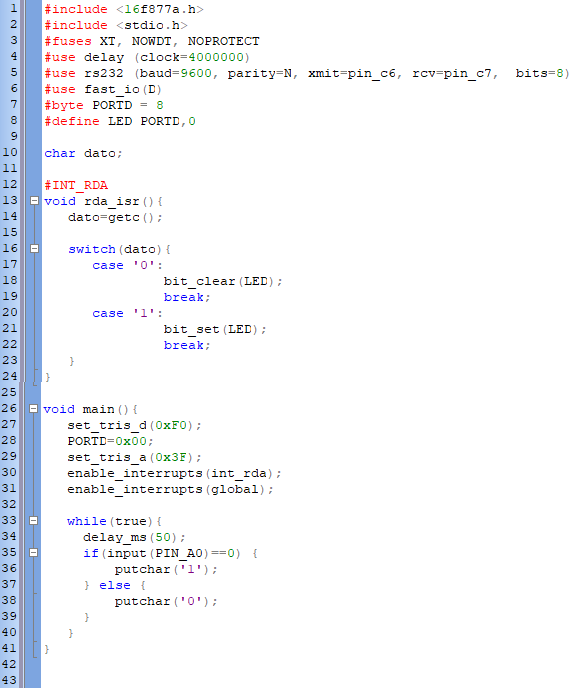 1 #include <16f877a.h>
2 #include <stdio.h>
3 #fuses XT, NOWDT, NOPROTECT
4 #use delay (clock=4000000)
5 #use rs232 (baud=9600, parity=N, xmit=pin_c6, rcv=pin_c7, bits=8)
6 #use fast_io(D)
7 #byte PORTD = 8
8 #define LED PORTD,0
9
10 char dato;
11
12 #INT_RDA
13 void rda_isr(){
14 dato=getc();
15
16 switch(dato){
17 case '0':
18 bit_clear(LED);
19 break;
20 case '1':
21 bit_set(LED);
22 break;
23 }
24 }
25
26 void main(){
27 set_tris_d(0xF0);
28 PORTD=0x00;
29 set_tris_a(0x3F);
30 enable_interrupts(int_rda);
31 enable_interrupts(global);
32
33 while(true){
34 delay_ms(50);
35 if(input(PIN_A0)==0) {
36 putchar('1');
37 } else {
38 putchar('0');
39 }
40 }
41 }
42
43